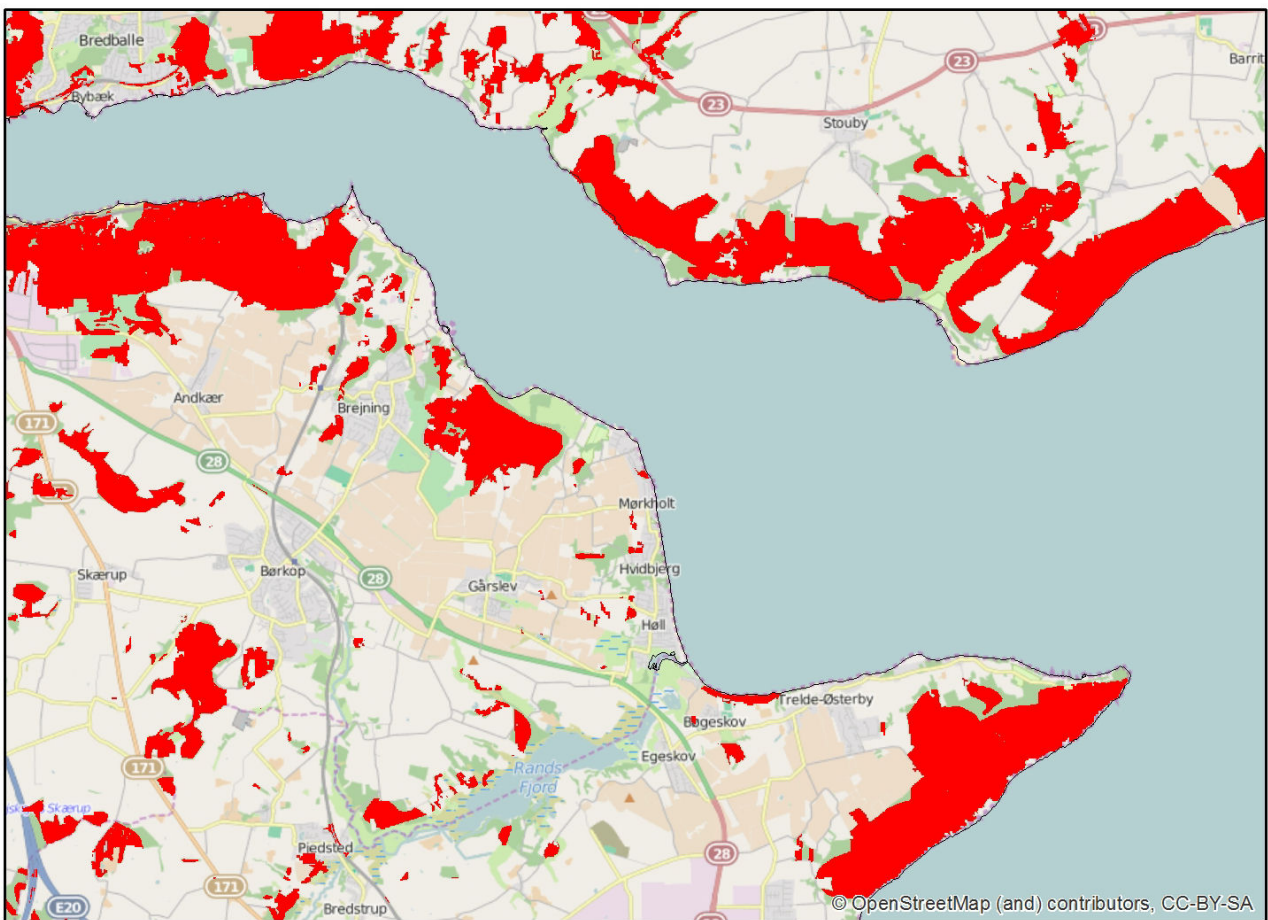 Bredballe
Bybæk
23
Barrit
23
Stouby
Andkær
Brejning
171
28
Mørkholt
Skærup
Børkop
28
Hvidbjerg
Gårslev
Høll
Trelde-Østerby
Bøgeskov
Egeskov
Rands
Fjord
171
Skærup
Piedsted
28
171
E20
Bredstrup
© OpenStreetMap (and) contributors, CC-BY-SA